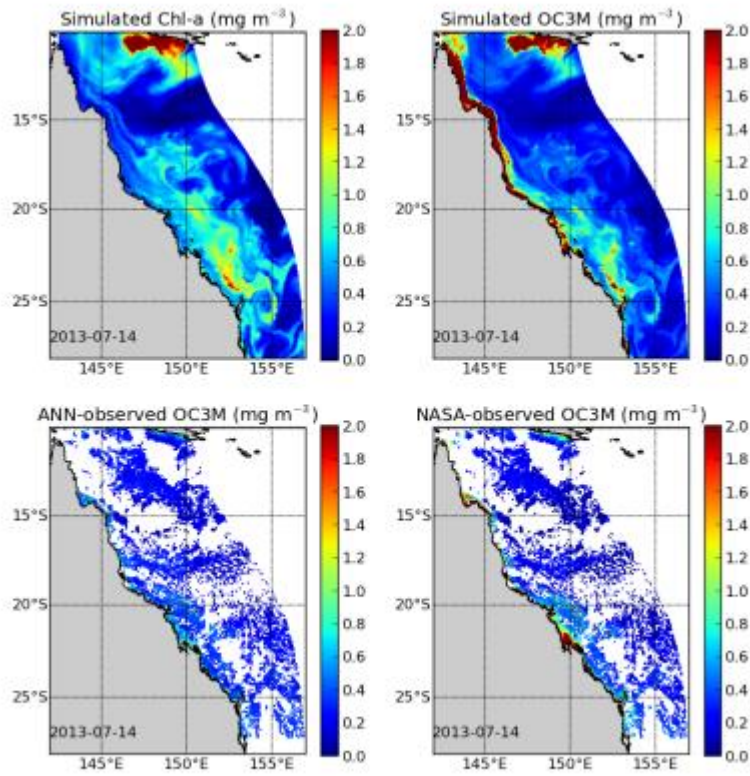 Simulated Chl-a (mg m⁻³)
Simulated OC3M (mg m⁻³)
15°S
20°S
25°S
2013-07-14
145°E 150°E 155°E
2.0
1.8
1.6
1.4
1.2
1.0
0.8
0.6
0.4
0.2
0.0
15°S
20°S
25°S
2013-07-14
145°E 150°E 155°E
2.0
1.8
1.6
1.4
1.2
1.0
0.8
0.6
0.4
0.2
0.0
ANN-observed OC3M (mg m⁻³)
NASA-observed OC3M (mg m⁻³)
15°S
20°S
25°S
2013-07-14
145°E 150°E 155°E
2.0
1.8
1.6
1.4
1.2
1.0
0.8
0.6
0.4
0.2
0.0
15°S
20°S
25°S
2013-07-14
145°E 150°E 155°E
2.0
1.8
1.6
1.4
1.2
1.0
0.8
0.6
0.4
0.2
0.0